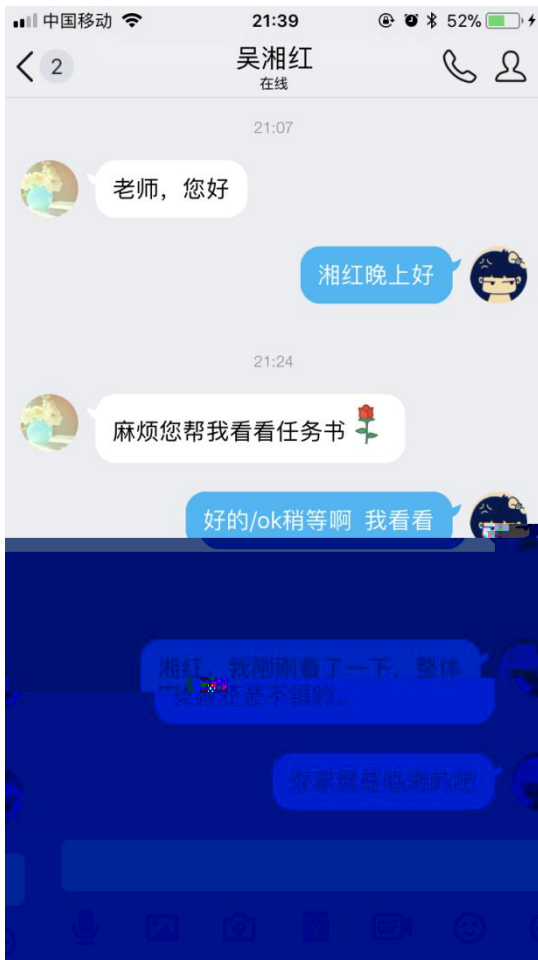 中国移动 21:39 52%
2 吴湘红
在线
21:07
老师，您好
湘红晚上好
21:24
麻烦您帮我看看任务书
好的/ok稍等啊 我看看
湘红，我刚刚看了一下，整体
还是不错的。
你家就是临湘的吧
GIF